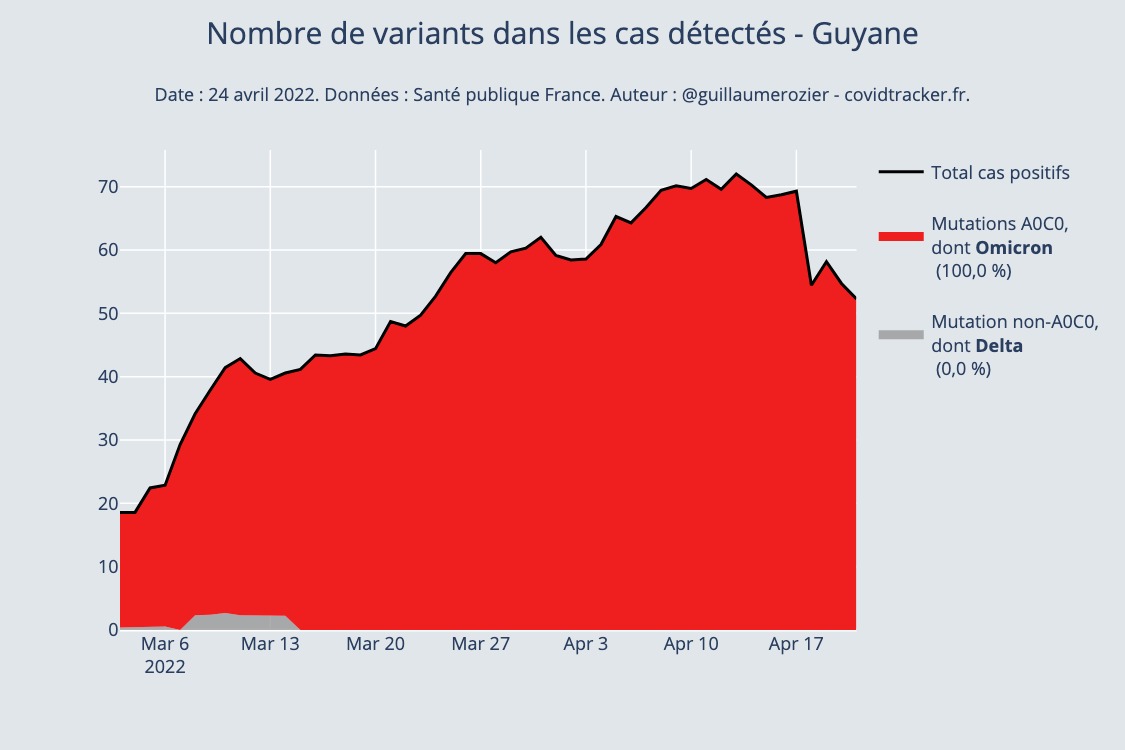 Nombre de variants dans les cas détectés - Guyane
Date : 24 avril 2022. Données : Santé publique France. Auteur : @guillaumerozier - covidtracker.fr.
70
60
50
40
30
20
10
0
Mar 6
2022
Mar 13
Mar 20
Mar 27
Apr 3
Apr 10
Apr 17
Total cas positifs
Mutations A0C0,
dont Omicron
(100,0 %)
Mutation non-A0C0,
dont Delta
(0,0 %)